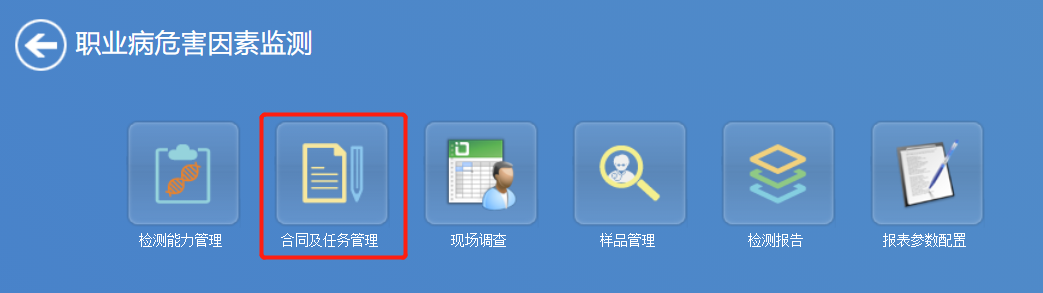 职业病危害因素监测
检测能力管理
合同及任务管理
现场调查
样品管理
检测报告
报表参数配置